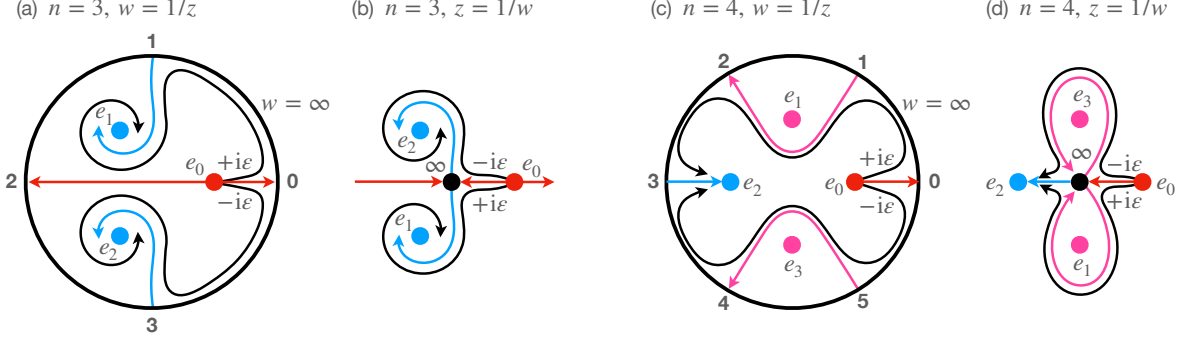 (a) n = 3, w = 1/z
1
w = ∞
e₁
e₀
+iε
−iε
2
0
e₂
3
(b) n = 3, z = 1/w
e₂
∞
−iε
e₀
+iε
e₁
(c) n = 4, w = 1/z
2
1
w = ∞
e₁
+iε
3
e₂
e₀
0
−iε
e₃
4
5
(d) n = 4, z = 1/w
e₃
∞
−iε
e₂
e₀
+iε
e₁